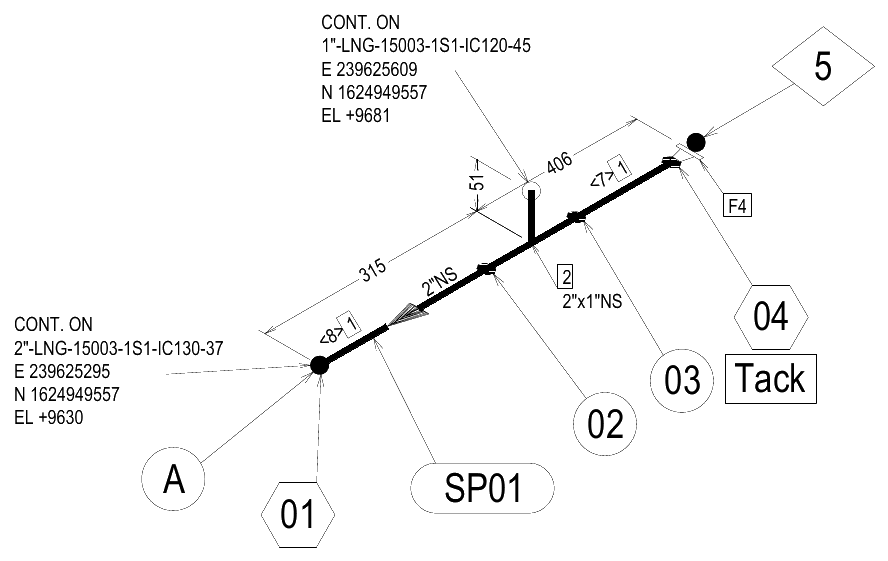 CONT. ON
1"-LNG-15003-1S1-IC120-45
E 239625609
N 1624949557
EL +9681
5
406
<7> 1
51
F4
315
2"NS
2
2"x1"NS
04
Tack
CONT. ON
2"-LNG-15003-1S1-IC130-37
E 239625295
N 1624949557
EL +9630
<8> 1
03
02
A
SP01
01